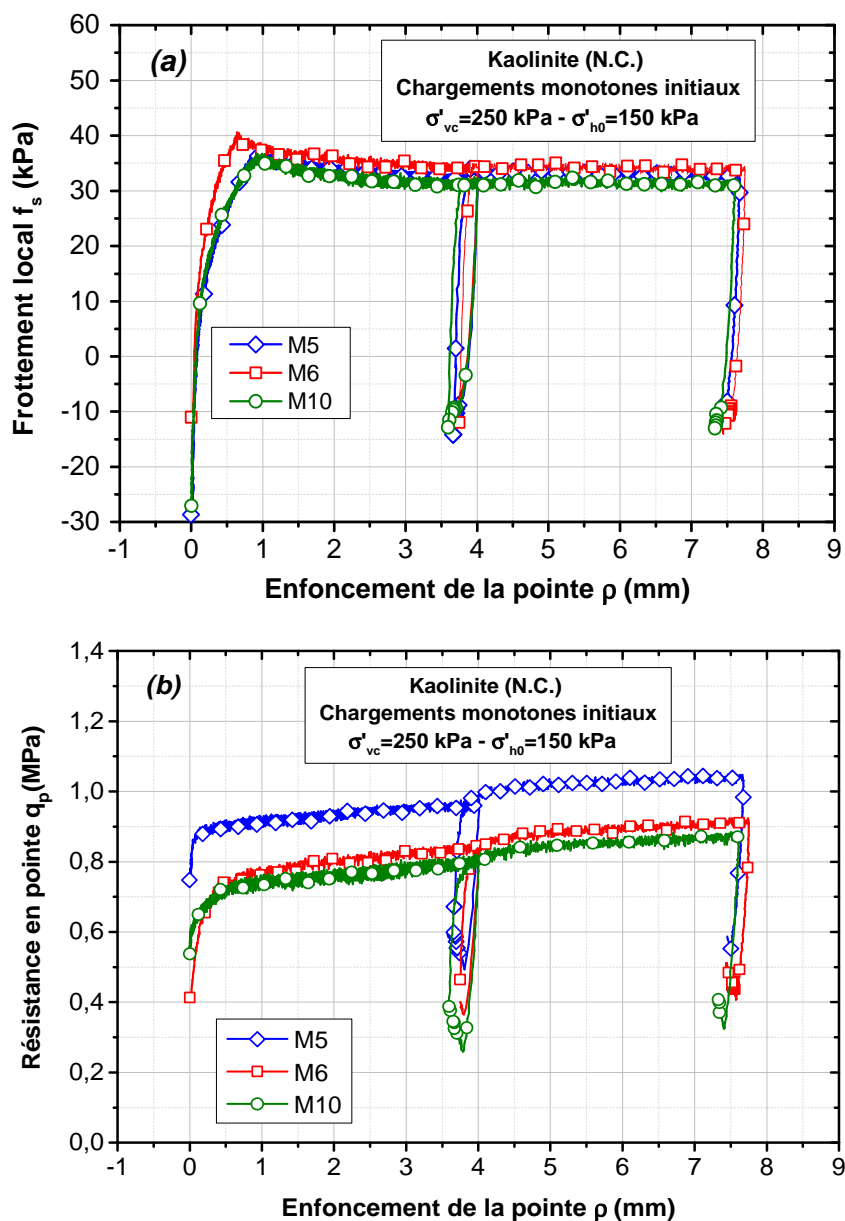 (a)
Kaolinite (N.C.)
Chargements monotones initiaux
σ'vc=250 kPa - σ'h0=150 kPa
Frottement local fs (kPa)
60
50
40
30
20
10
0
-10
-20
-30
M5
M6
M10
-1 0 1 2 3 4 5 6 7 8 9
Enfoncement de la pointe ρ (mm)
(b)
Kaolinite (N.C.)
Chargements monotones initiaux
σ'vc=250 kPa - σ'h0=150 kPa
Résistance en pointe qp(MPa)
1,4
1,2
1,0
0,8
0,6
0,4
0,2
0,0
M5
M6
M10
-1 0 1 2 3 4 5 6 7 8 9
Enfoncement de la pointe ρ (mm)